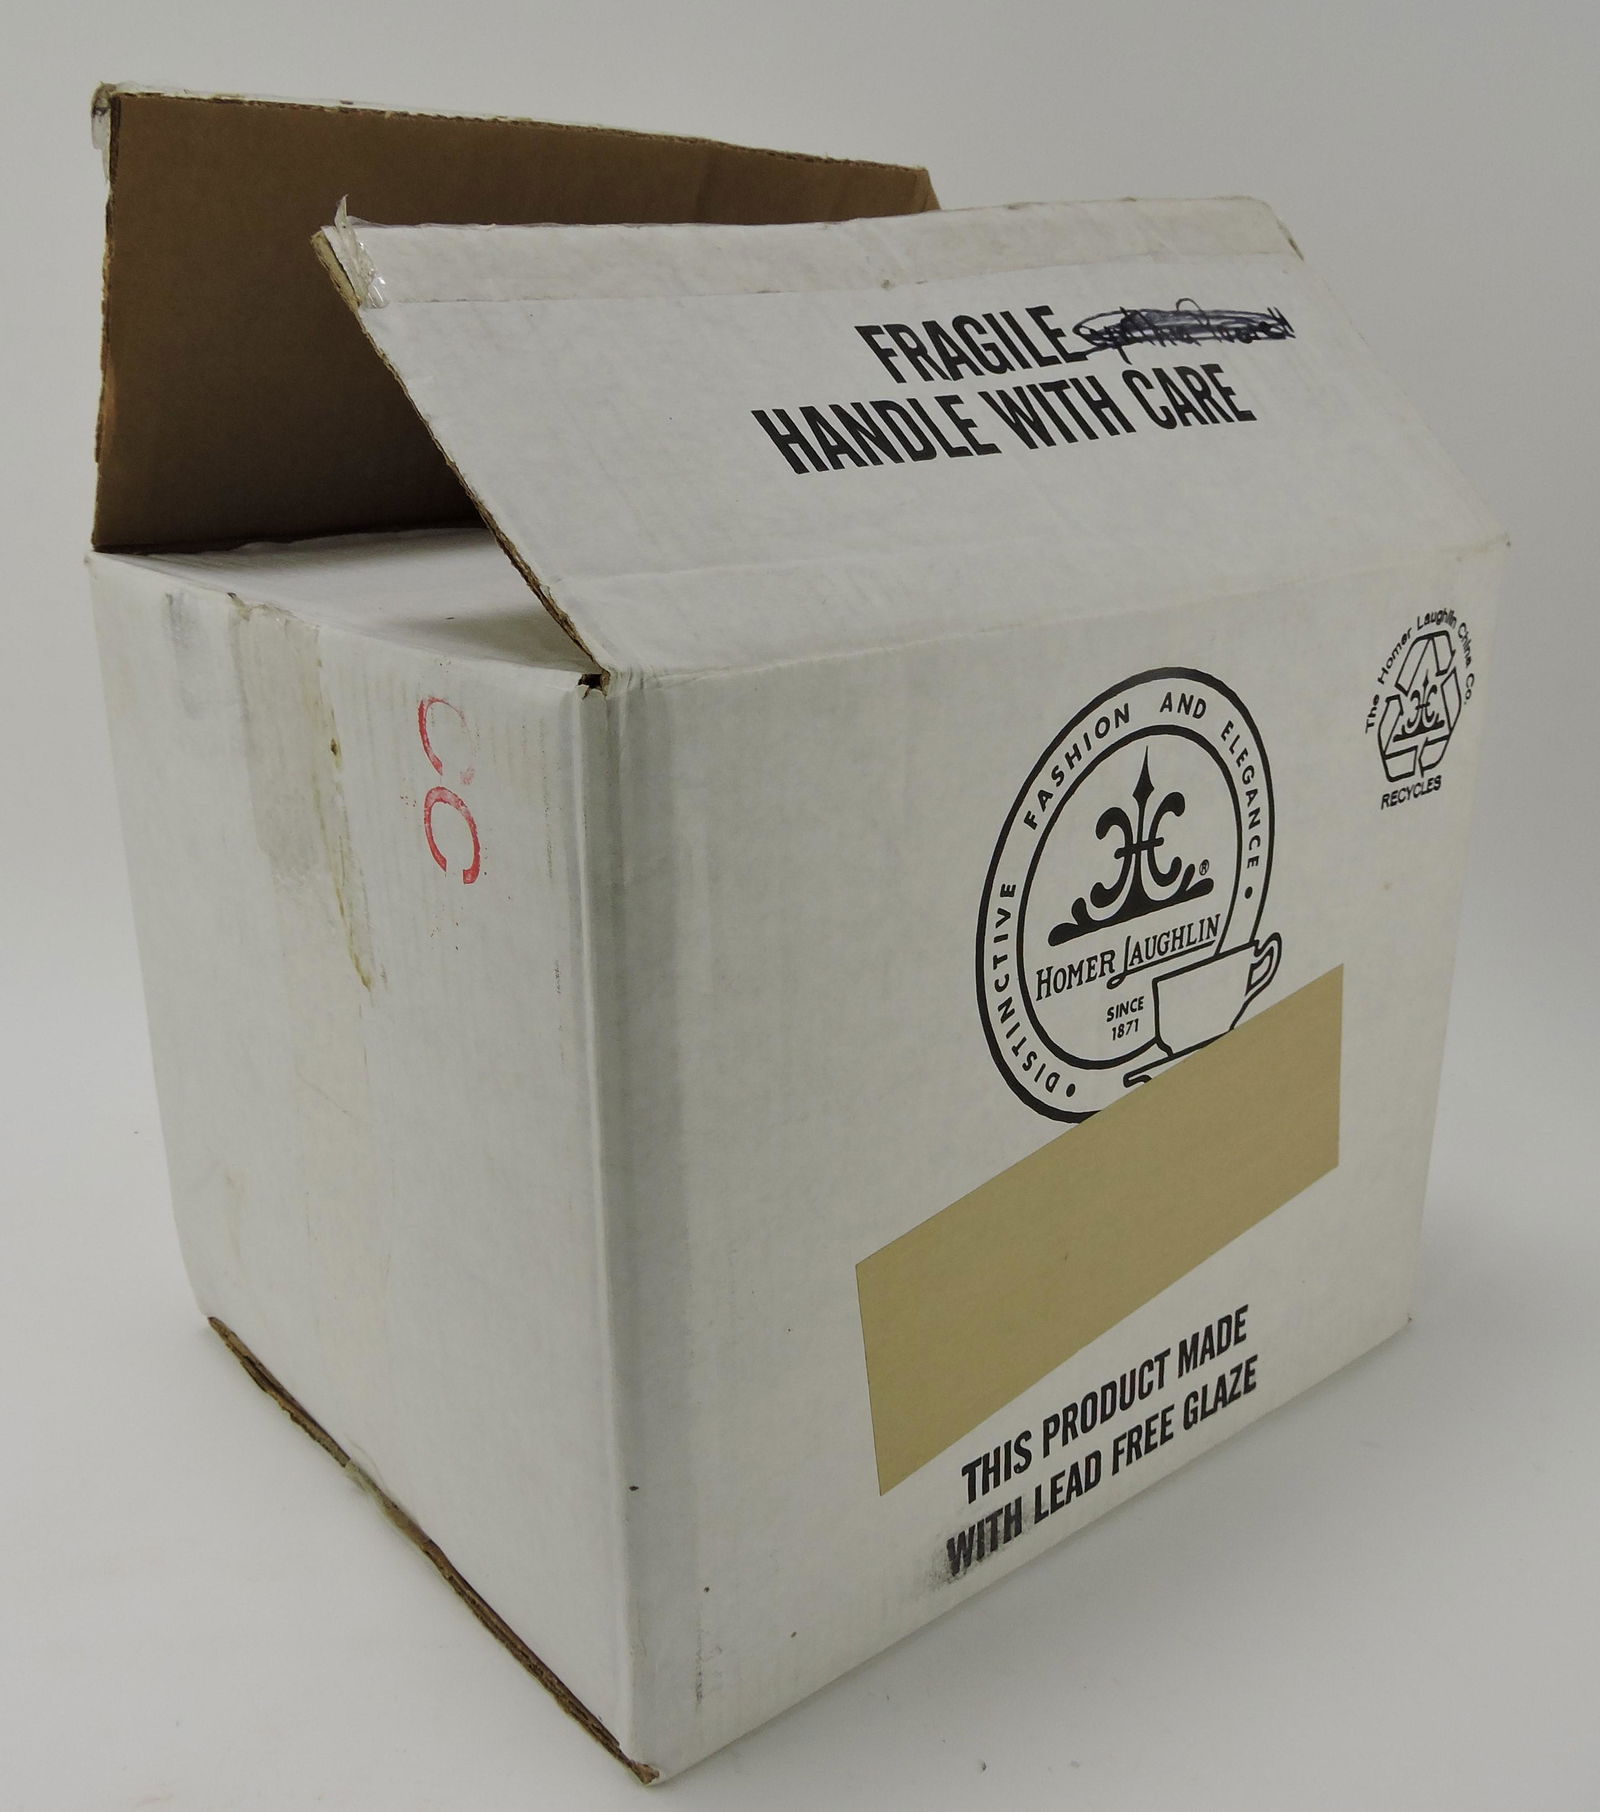 FRAGILE
HANDLE WITH CARE
The Homer Laughlin China Co.
RECYCLES
CC
• DISTINCTIVE FASHION AND ELEGANCE •
®
HOMER LAUGHLIN
SINCE
1871
THIS PRODUCT MADE
WITH LEAD FREE GLAZE